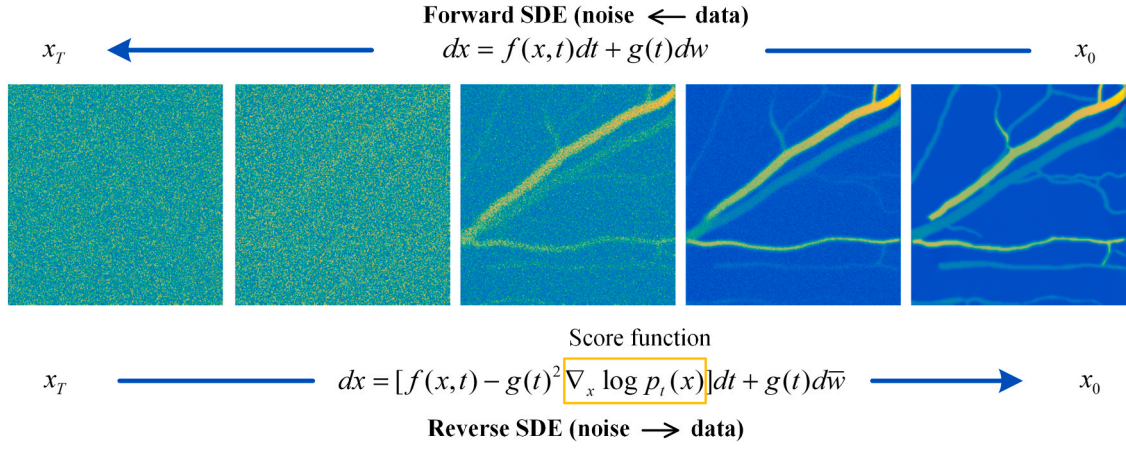 Forward SDE (noise ← data)
x_T dx = f(x,t)dt + g(t)dw x_0
Score function
x_T dx = [f(x,t) − g(t)² ∇_x log p_t(x)]dt + g(t)dw̅ x_0
Reverse SDE (noise → data)